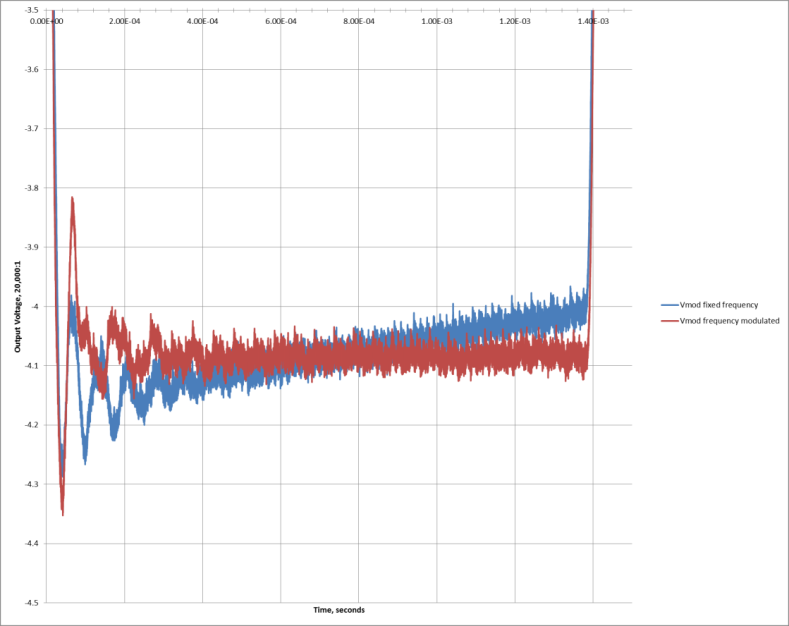 -3.5
0.00E+00 2.00E-04 4.00E-04 6.00E-04 8.00E-04 1.00E-03 1.20E-03 1.40E-03
-3.6
-3.7
-3.8
-3.9
-4
-4.1
-4.2
-4.3
-4.4
-4.5
Output Voltage, 20,000:1
Time, seconds
Vmod fixed frequency
Vmod frequency modulated